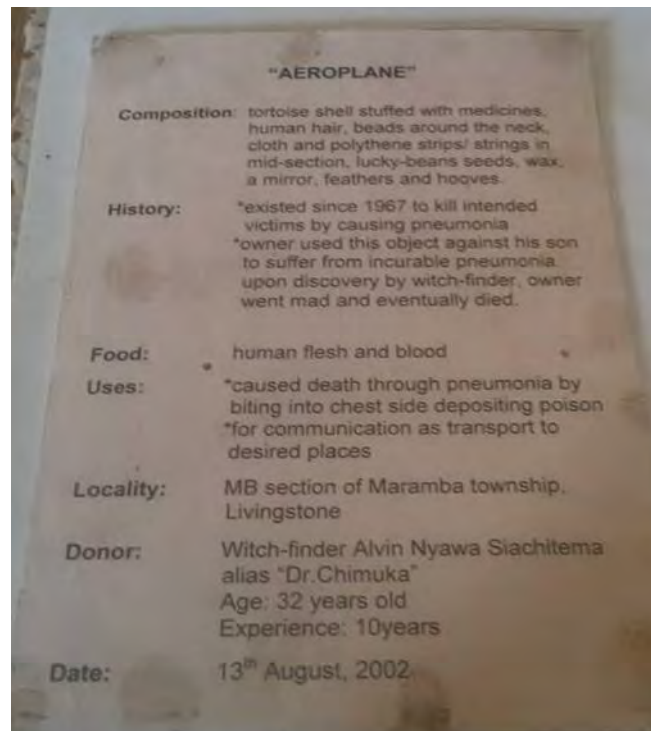 "AEROPLANE"
Composition: tortoise shell stuffed with medicines,
human hair, beads around the neck,
cloth and polythene strips/ strings in
mid-section, lucky-beans seeds, wax,
a mirror, feathers and hooves.
History: *existed since 1967 to kill intended
victims by causing pneumonia
*owner used this object against his son
to suffer from incurable pneumonia.
upon discovery by witch-finder, owner
went mad and eventually died.
Food: human flesh and blood
Uses: *caused death through pneumonia by
biting into chest side depositing poison
*for communication as transport to
desired places
Locality: MB section of Maramba township,
Livingstone
Donor: Witch-finder Alvin Nyawa Siachitema
alias "Dr.Chimuka"
Age: 32 years old
Experience: 10years
Date: 13th August, 2002